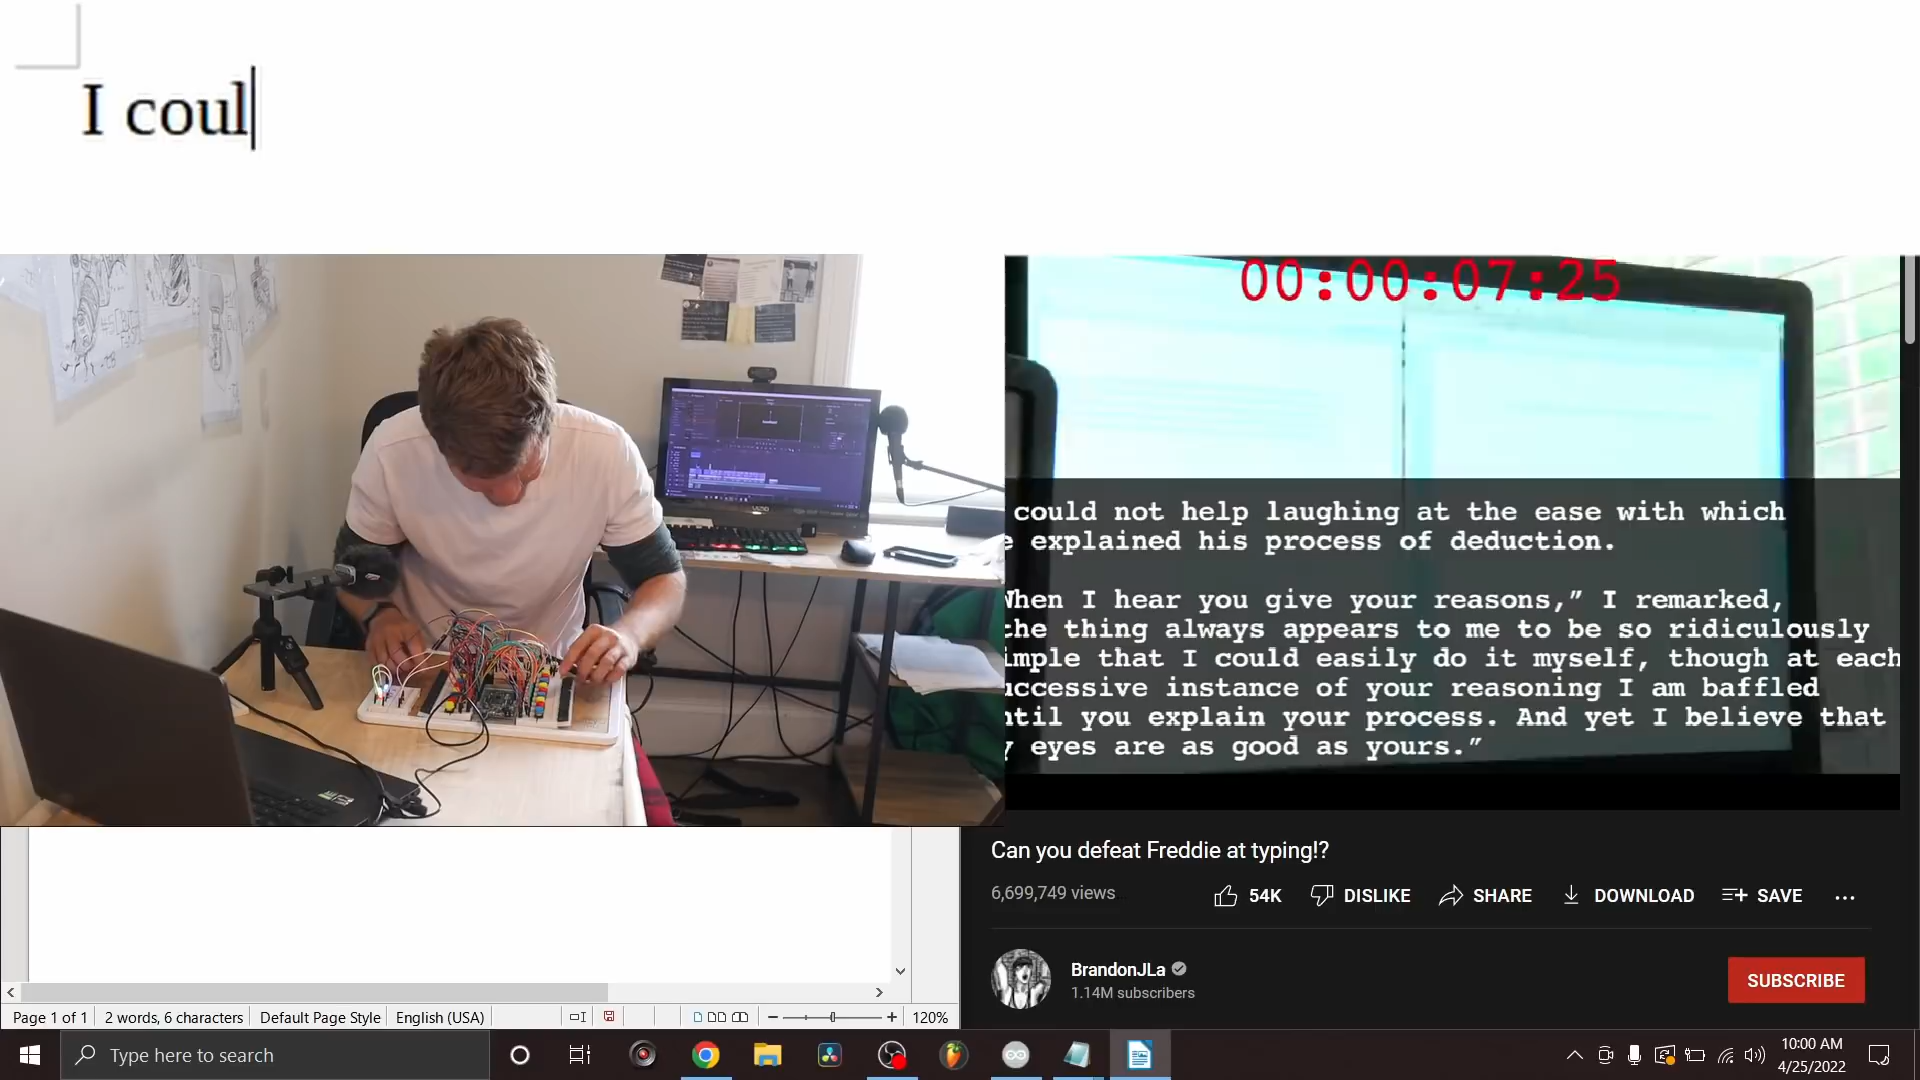 I coul
00:00:07:25
could not help laughing at the ease with which
explained his process of deduction.
When I hear you give your reasons,” I remarked,
the thing always appears to me to be so ridiculously
imple that I could easily do it myself, though at each
uccessive instance of your reasoning I am baffled
ntil you explain your process. And yet I believe that
eyes are as good as yours.”
Can you defeat Freddie at typing!?
6,699,749 views
54K
DISLIKE
SHARE
DOWNLOAD
SAVE
BrandonJLa
1.14M subscribers
SUBSCRIBE
Page 1 of 1
2 words, 6 characters
Default Page Style
English (USA)
120%
Type here to search
10:00 AM
4/25/2022